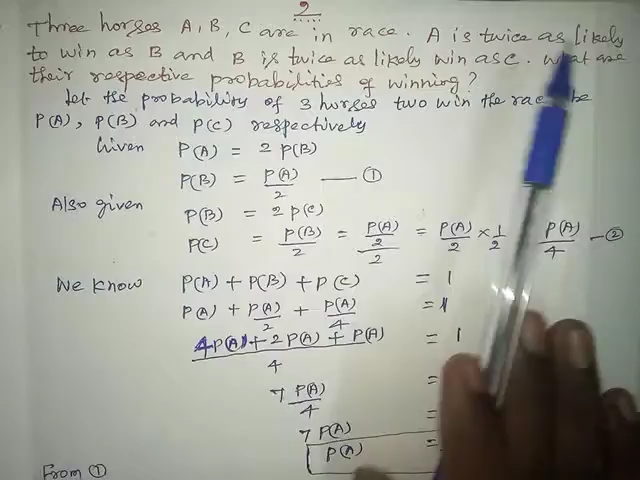 2
Three horses A, B, C are in race. A is twice as likely
to win as B and B is twice as likely win as C. What are
their respective probabilities of winning?
Let the probability of 3 horses two win the race be
P(A), P(B) and P(C) respectively
Given P(A) = 2 P(B)
P(B) = P(A)/2 —— ①
Also given P(B) = 2 P(C)
P(C) = P(B)/2 = P(A)/2/2 = P(A)/2 × 1/2 P(A)/4 — ②
We know P(A) + P(B) + P(C) = 1
P(A) + P(A)/2 + P(A)/4 = 1
4P(A) + 2P(A) + P(A)/4 = 1
7 P(A)/4 =
7 P(A) =
P(A) =
From ①